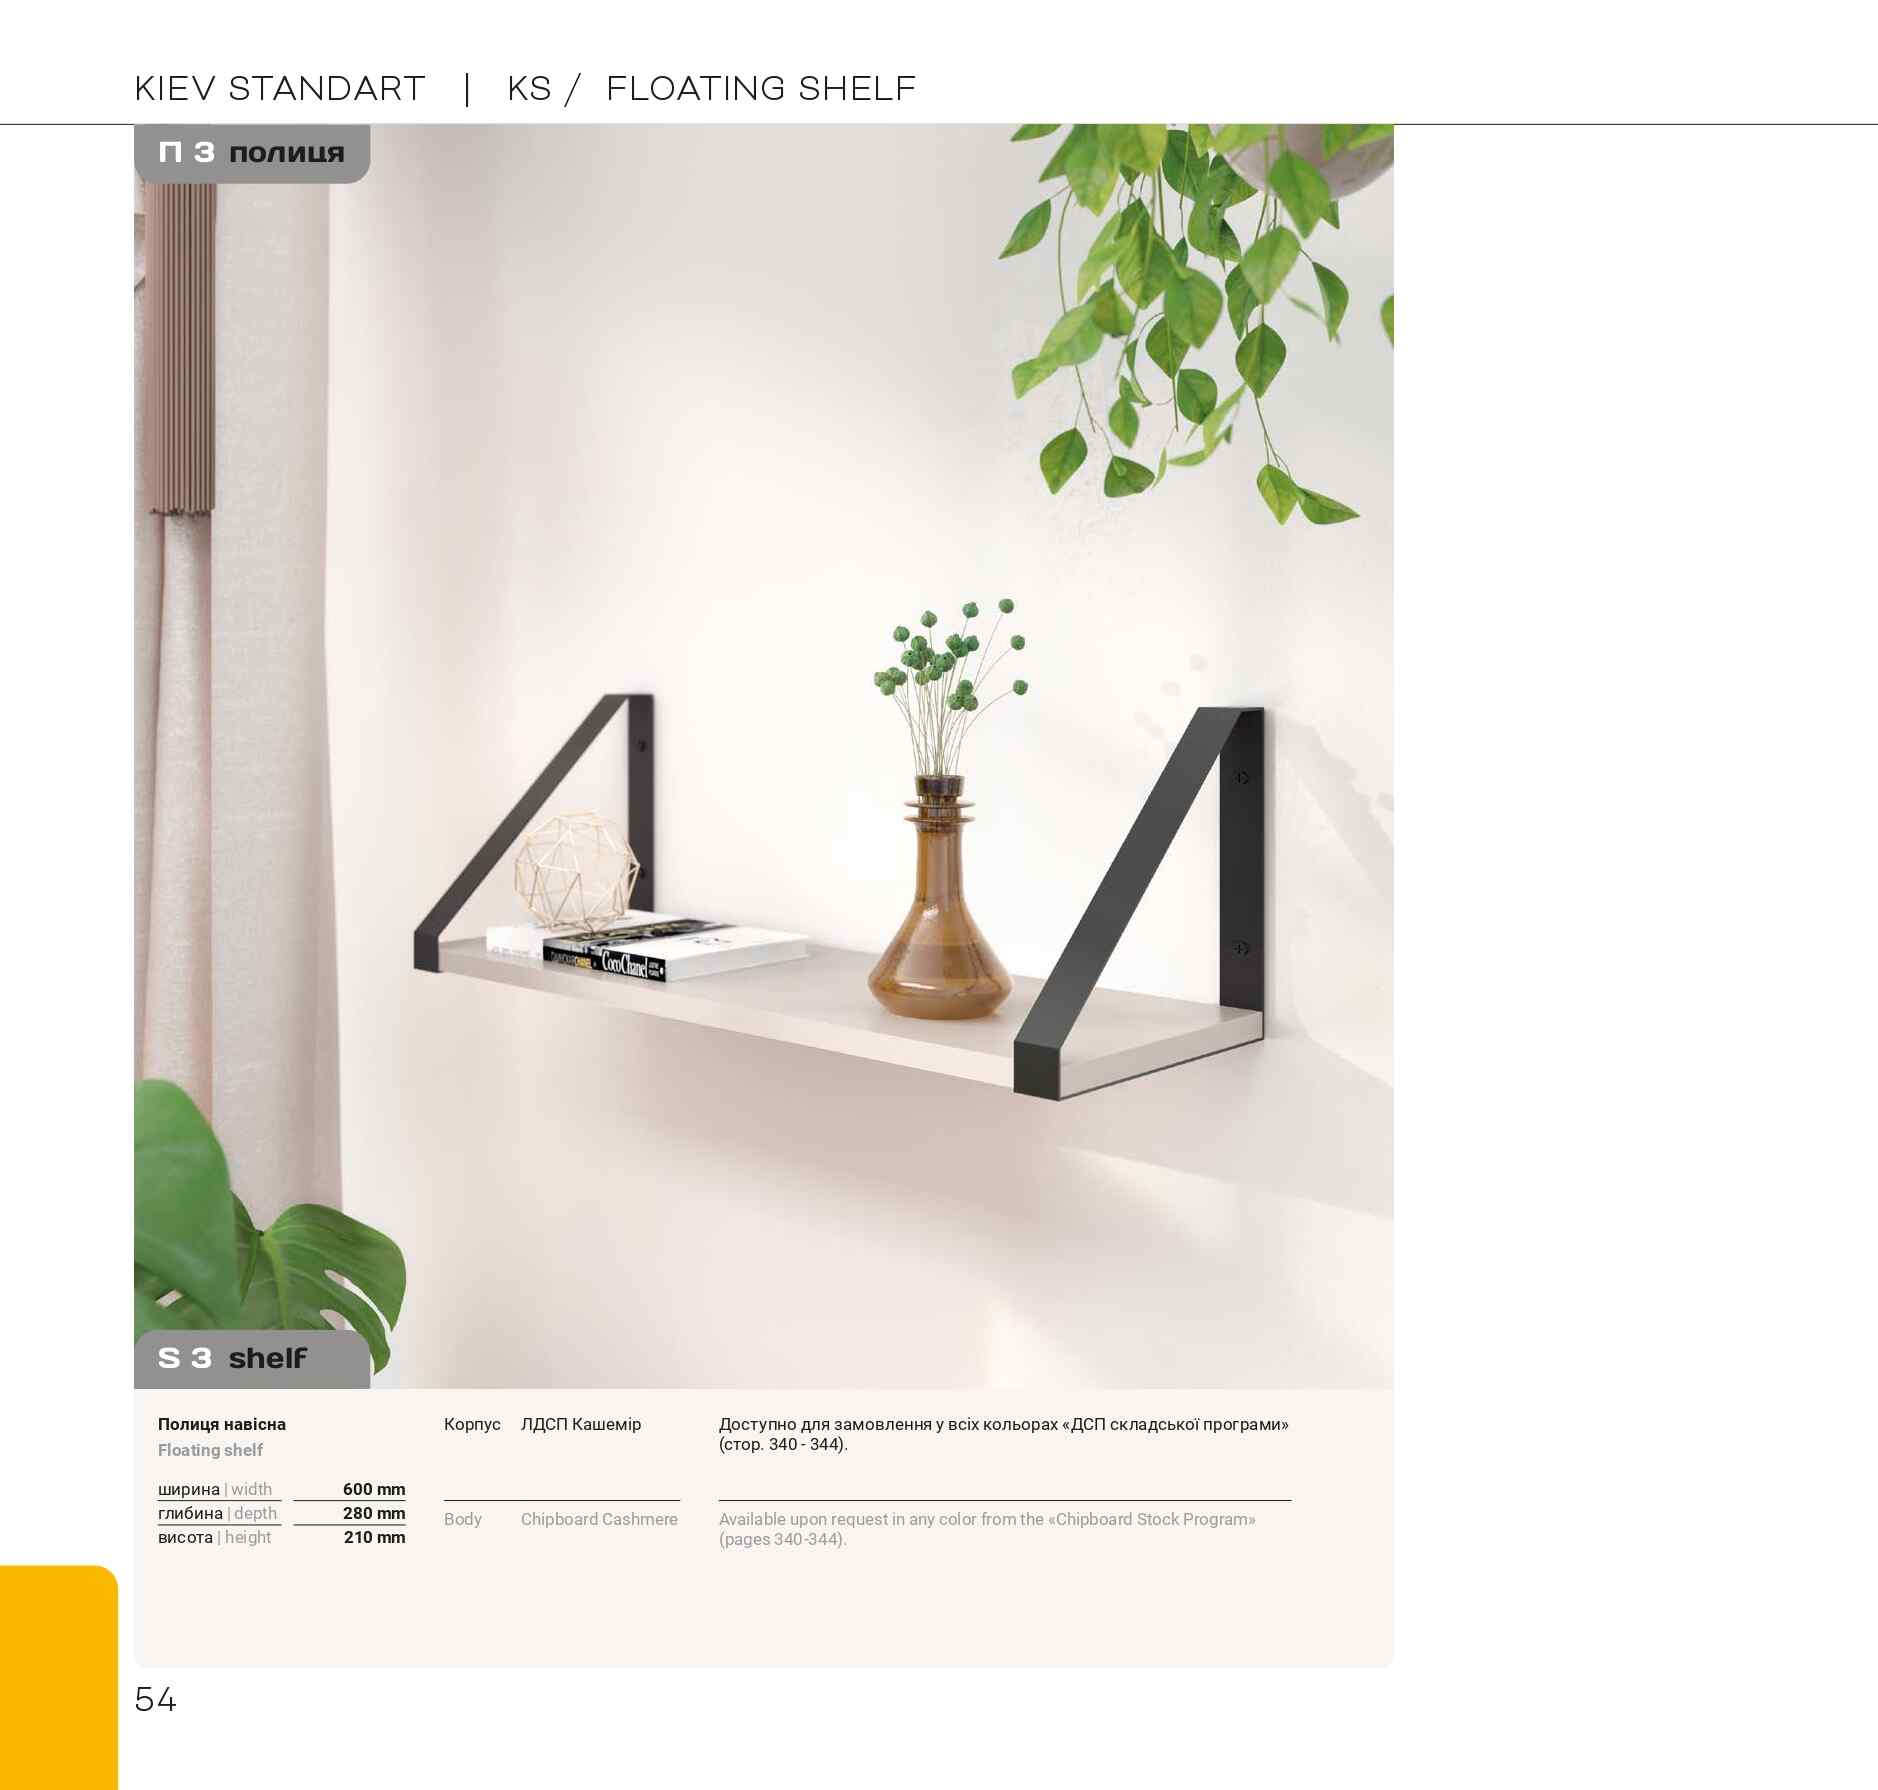 KIEV STANDART | KS / FLOATING SHELF
П 3 полиця
CocoChanel
S 3 shelf
Полиця навісна
Floating shelf
ширина | width 600 mm
глибина | depth 280 mm
висота | height 210 mm
Корпус ЛДСП Кашемір
Body Chipboard Cashmere
Доступно для замовлення у всіх кольорах «ДСП складської програми»
(стор. 340 - 344).
Available upon request in any color from the «Chipboard Stock Program»
(pages 340-344).
54